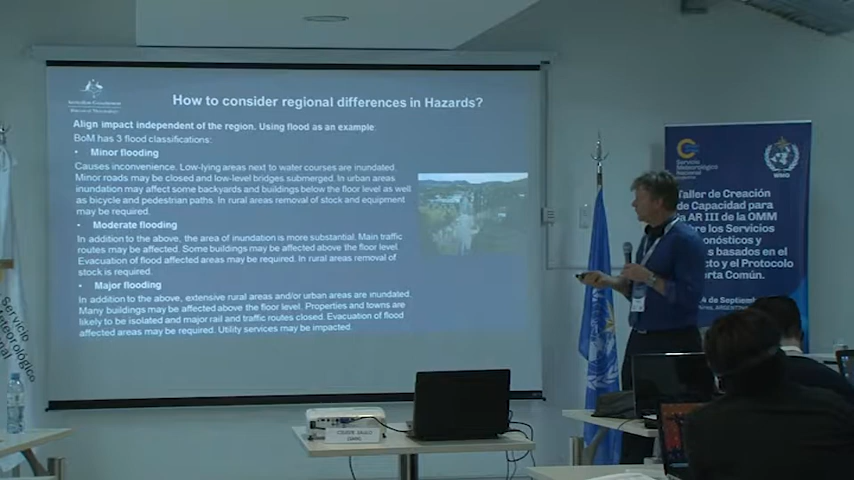 How to consider regional differences in Hazards?
Align impact independent of the region. Using flood as an example.
BoM has 3 flood classifications:
• Minor flooding
Causes inconvenience. Low-lying areas next to water courses are inundated.
Minor roads may be closed and low-level bridges submerged. In urban areas
inundation may affect some backyards and buildings below the floor level as well
as bicycle and pedestrian paths. In rural areas removal of stock and equipment
may be required.
• Moderate flooding
In addition to the above, the area of inundation is more substantial. Main traffic
routes may be affected. Some buildings may be affected above the floor level.
Evacuation of flood affected areas may be required. In rural areas removal of
stock is required.
• Major flooding
In addition to the above, extensive rural areas and/or urban areas are inundated.
Many buildings may be affected above the floor level. Properties and towns are
likely to be isolated and major rail and traffic routes closed. Evacuation of flood
affected areas may be required. Utility services may be impacted.
Servicio
Meteorológico
Nacional
WMO
Taller de Creación
de Capacidad para
la AR III de la OMM
bre los Servicios
onósticos y
as basados en el
cto y el Protocolo
erta Común.
4 de Septiem
Servicio
Meteorológico